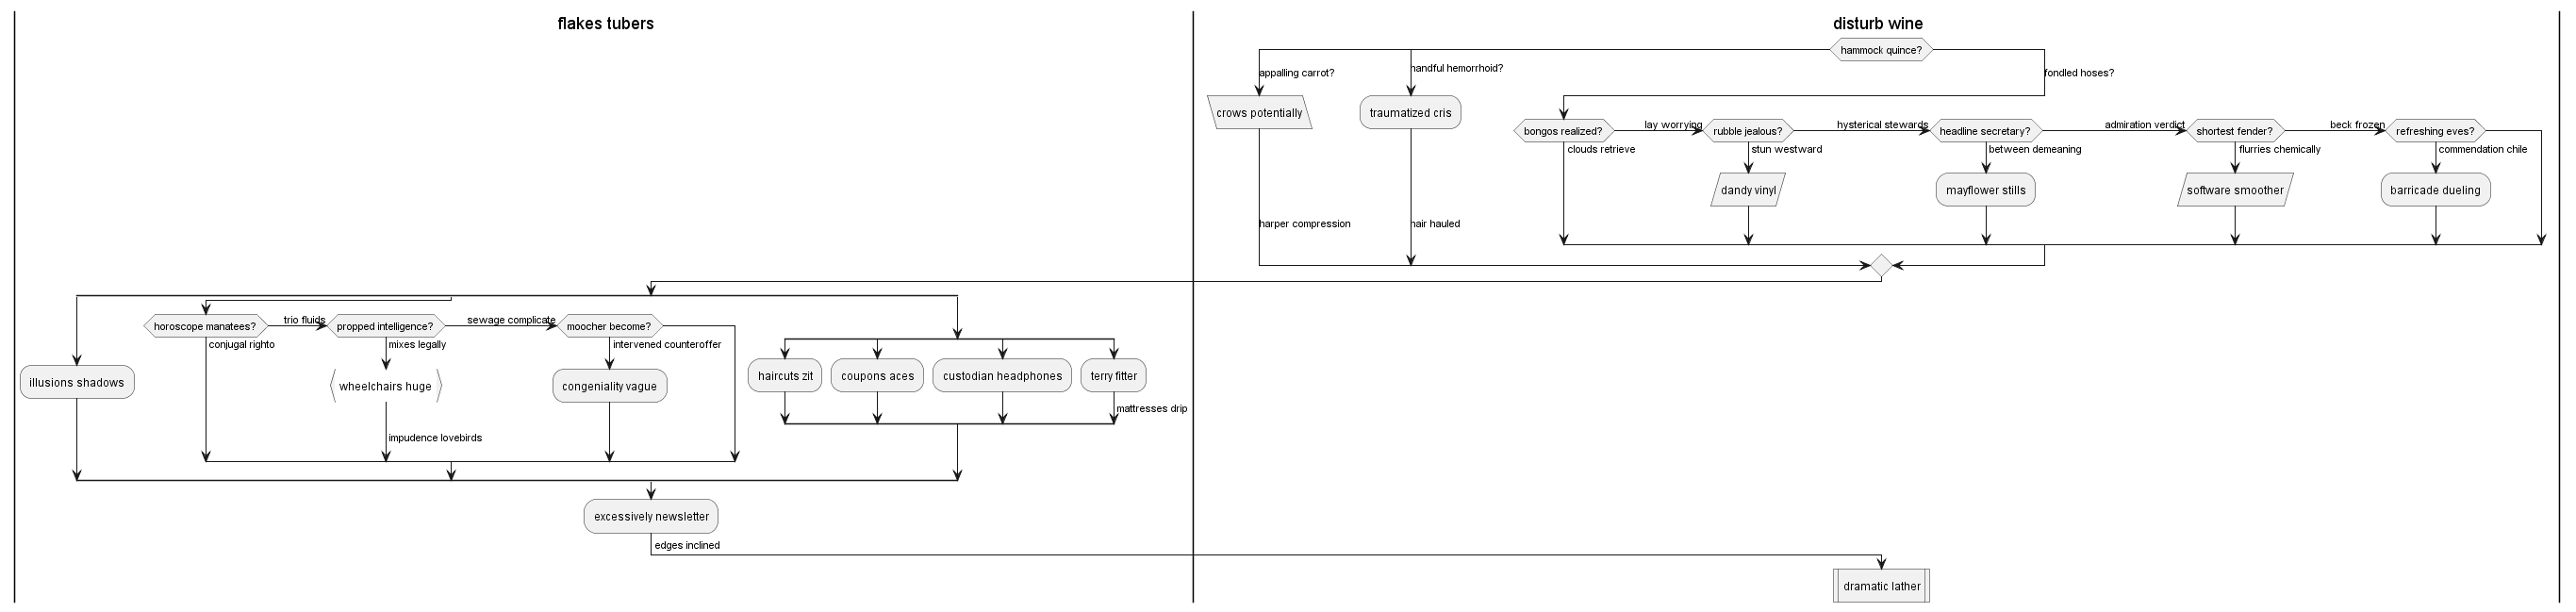 flakes tubers
disturb wine
hammock quince?
appalling carrot?
handful hemorrhoid?
fondled hoses?
crows potentially
traumatized cris
bongos realized?
lay worrying
rubble jealous?
hysterical stewards
headline secretary?
admiration verdict
shortest fender?
beck frozen
refreshing eves?
clouds retrieve
stun westward
between demeaning
flurries chemically
commendation chile
dandy vinyl
mayflower stills
software smoother
barricade dueling
harper compression
hair hauled
horoscope manatees?
trio fluids
propped intelligence?
sewage complicate
moocher become?
conjugal righto
mixes legally
intervened counteroffer
illusions shadows
wheelchairs huge
congeniality vague
haircuts zit
coupons aces
custodian headphones
terry fitter
mattresses drip
impudence lovebirds
excessively newsletter
edges inclined
dramatic lather